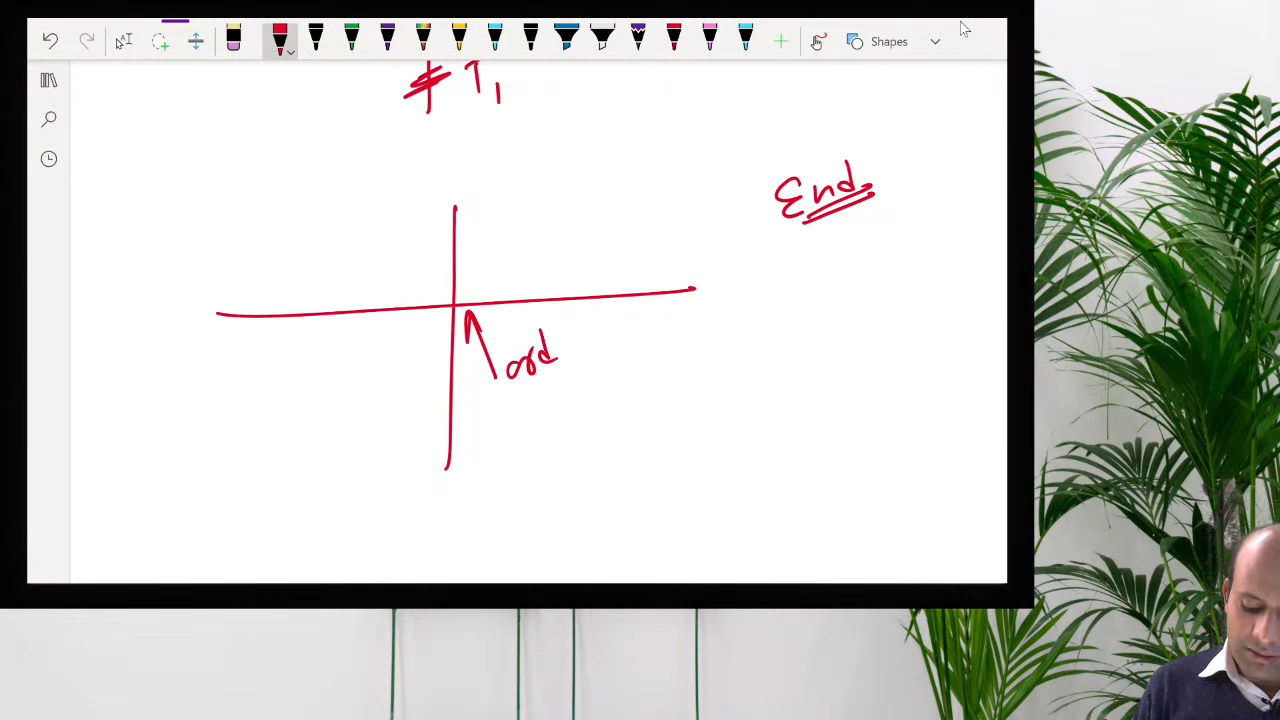 Shapes
≠ T1
End
ord